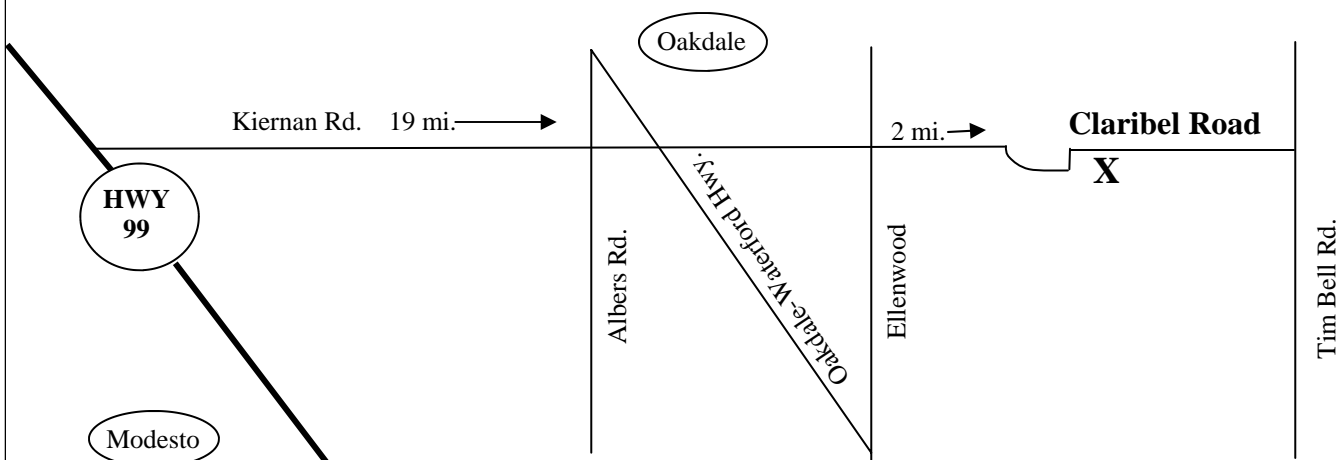 Oakdale
Kiernan Rd. 19 mi.
2 mi.
Claribel Road
X
HWY
99
Albers Rd.
Oakdale-Waterford Hwy.
Ellenwood
Tim Bell Rd.
Modesto